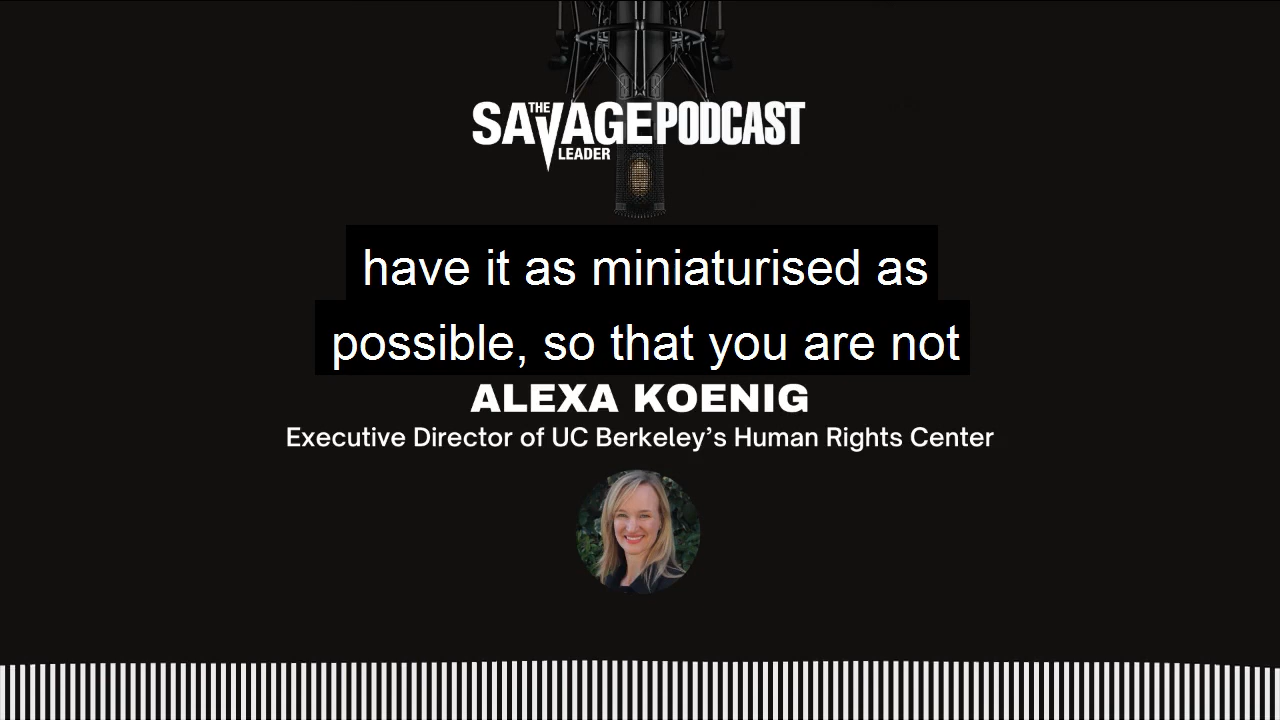 THE SAVAGE LEADER PODCAST
have it as miniaturised as
possible, so that you are not
ALEXA KOENIG
Executive Director of UC Berkeley’s Human Rights Center